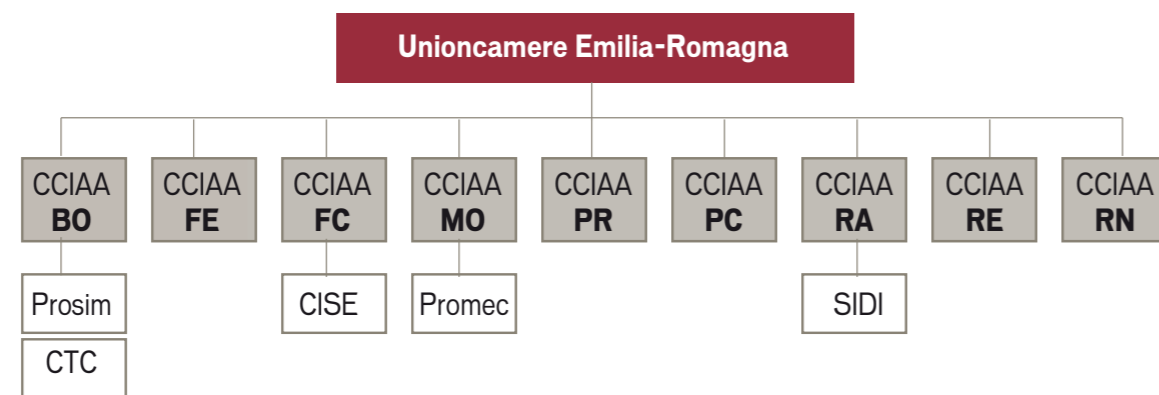 Unioncamere Emilia-Romagna
CCIAA
BO
CCIAA
FE
CCIAA
FC
CCIAA
MO
CCIAA
PR
CCIAA
PC
CCIAA
RA
CCIAA
RE
CCIAA
RN
Prosim
CISE
Promec
SIDI
CTC